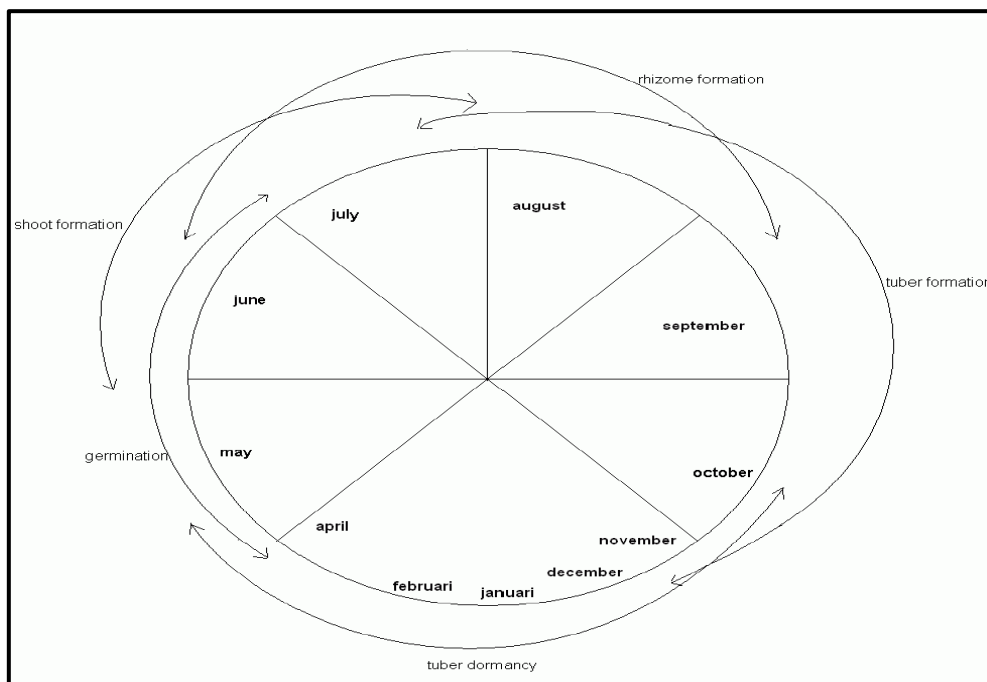 rhizome formation
july
august
shoot formation
tuber formation
june
september
germination
may
october
april
november
december
februari
januari
tuber dormancy